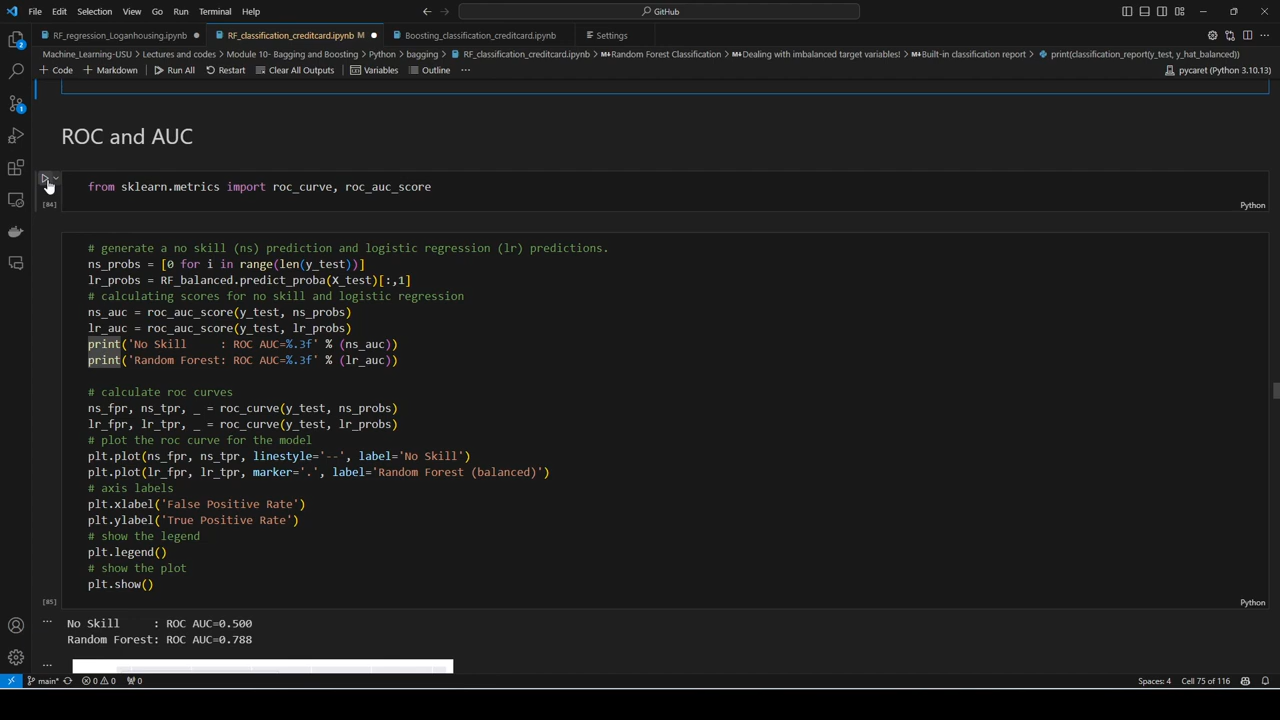 File Edit Selection View Go Run Terminal Help
GitHub
RF_regression_Loganhousing.ipynb RF_classification_creditcard.ipynb M Boosting_classification_creditcard.ipynb Settings
Machine_Learning-USU > Lectures and codes > Module 10- Bagging and Boosting > Python > bagging > RF_classification_creditcard.ipynb > Random Forest Classification > Dealing with imbalanced target variables! > Built-in classification report > print(classification_report(y_test, y_hat_balanced))
+ Code + Markdown Run All Restart Clear All Outputs Variables Outline ... pycaret (Python 3.10.13)
ROC and AUC
from sklearn.metrics import roc_curve, roc_auc_score
[84] Python
# generate a no skill (ns) prediction and logistic regression (lr) predictions.
ns_probs = [0 for i in range(len(y_test))]
lr_probs = RF_balanced.predict_proba(X_test)[:,1]
# calculating scores for no skill and logistic regression
ns_auc = roc_auc_score(y_test, ns_probs)
lr_auc = roc_auc_score(y_test, lr_probs)
print('No Skill     : ROC AUC=%.3f' % (ns_auc))
print('Random Forest: ROC AUC=%.3f' % (lr_auc))
# calculate roc curves
ns_fpr, ns_tpr, _ = roc_curve(y_test, ns_probs)
lr_fpr, lr_tpr, _ = roc_curve(y_test, lr_probs)
# plot the roc curve for the model
plt.plot(ns_fpr, ns_tpr, linestyle='--', label='No Skill')
plt.plot(lr_fpr, lr_tpr, marker='.', label='Random Forest (balanced)')
# axis labels
plt.xlabel('False Positive Rate')
plt.ylabel('True Positive Rate')
# show the legend
plt.legend()
# show the plot
plt.show()
[85] Python
... No Skill     : ROC AUC=0.500
Random Forest: ROC AUC=0.788
...
main* 0 0 0 Spaces: 4 Cell 75 of 116